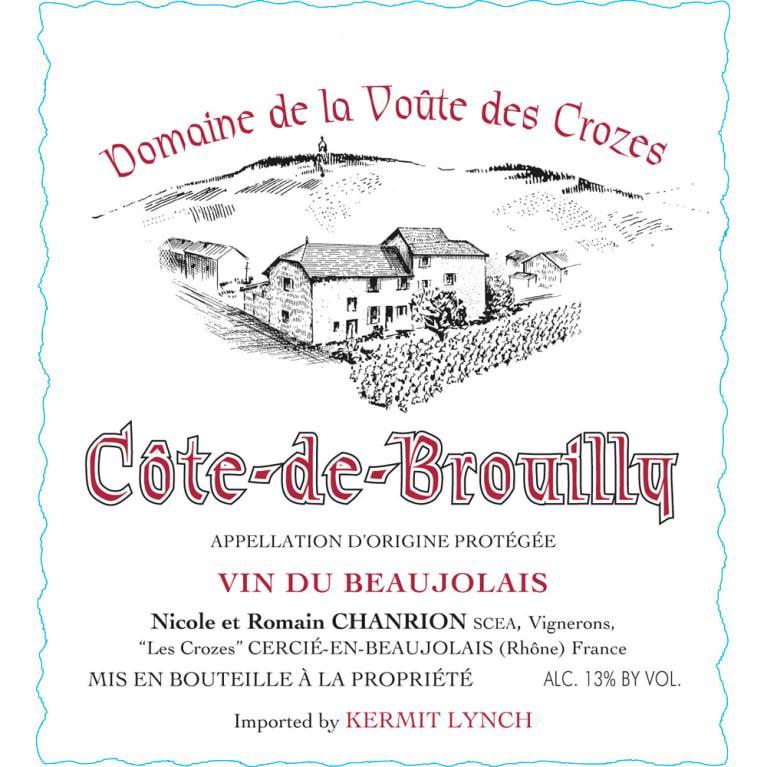 Domaine de la Voûte des Crozes
Côte-de-Brouilly
APPELLATION D'ORIGINE PROTÉGÉE
VIN DU BEAUJOLAIS
Nicole et Romain CHANRION SCEA, Vignerons,
“Les Crozes” CERCIÉ-EN-BEAUJOLAIS (Rhône) France
MIS EN BOUTEILLE À LA PROPRIÉTÉ ALC. 13% BY VOL.
Imported by KERMIT LYNCH